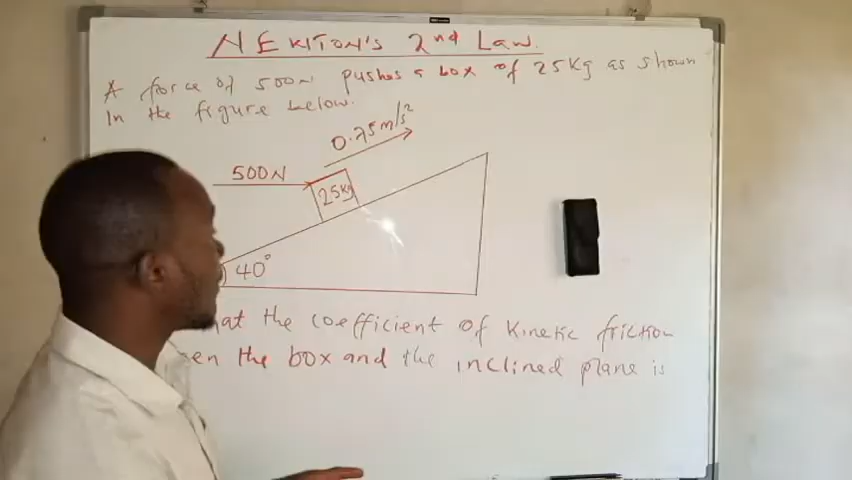 NEWTON'S 2nd Law.
A force of 500N pushes a box of 25Kg as shown
In the figure below.
0.75m/s²
500N
25kg
40°
at the coefficient of kinetic friction
en the box and the inclined plane is